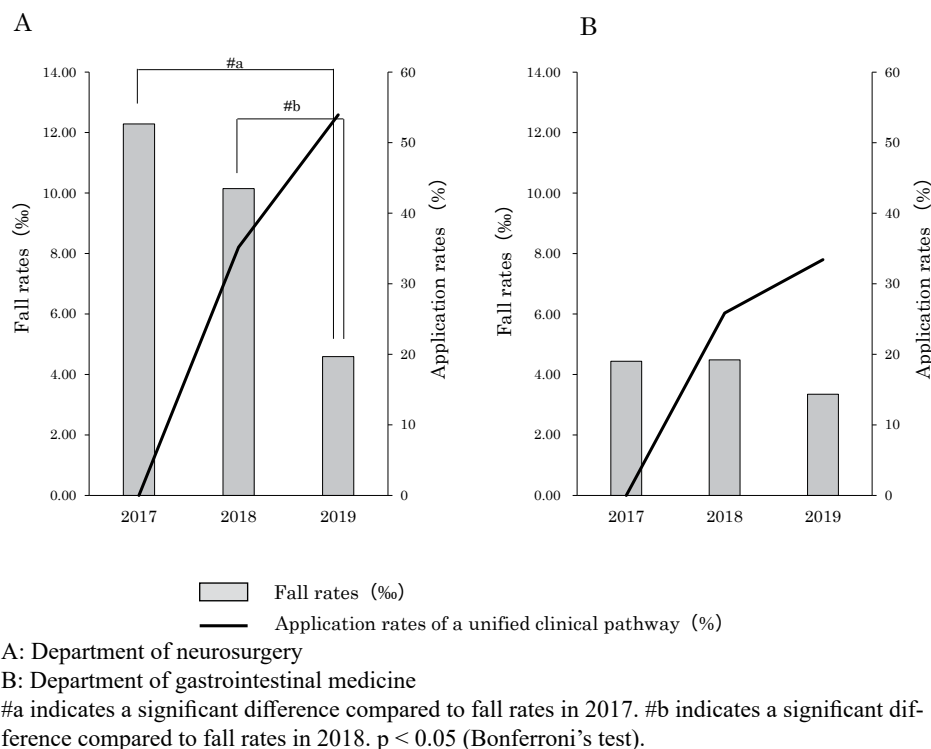 A
B
#a
#b
14.00
12.00
10.00
8.00
6.00
4.00
2.00
0.00
Fall rates (‰)
60
50
40
30
20
10
0
Application rates (%)
2017 2018 2019
14.00
12.00
10.00
8.00
6.00
4.00
2.00
0.00
Fall rates (‰)
60
50
40
30
20
10
0
Application rates (%)
2017 2018 2019
Fall rates (‰)
Application rates of a unified clinical pathway (%)
A: Department of neurosurgery
B: Department of gastrointestinal medicine
#a indicates a significant difference compared to fall rates in 2017. #b indicates a significant dif-
ference compared to fall rates in 2018. p < 0.05 (Bonferroni’s test).